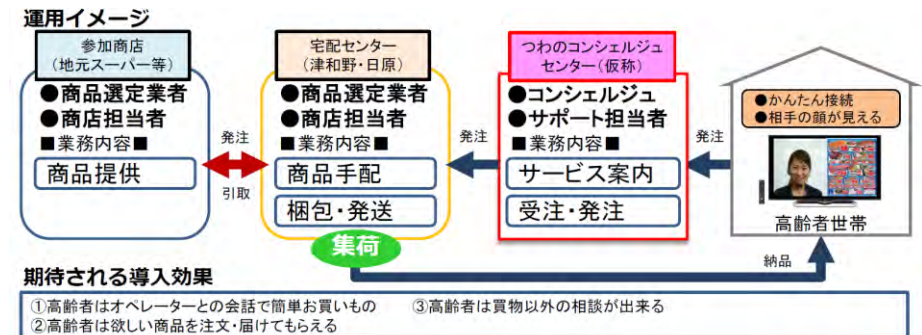 運用イメージ
参加商店
(地元スーパー等)
●商品選定業者
●商店担当者
■業務内容■
商品提供
発注
引取
宅配センター
(津和野・日原)
●商品選定業者
●商店担当者
■業務内容■
商品手配
梱包・発送
集荷
発注
つわのコンシェルジュ
センター(仮称)
●コンシェルジュ
●サポート担当者
■業務内容■
サービス案内
受注・発注
発注
●かんたん接続
●相手の顔が見える
高齢者世帯
納品
期待される導入効果
①高齢者はオペレーターとの会話で簡単お買いもの
②高齢者は欲しい商品を注文・届けてもらえる
③高齢者は買物以外の相談が出来る